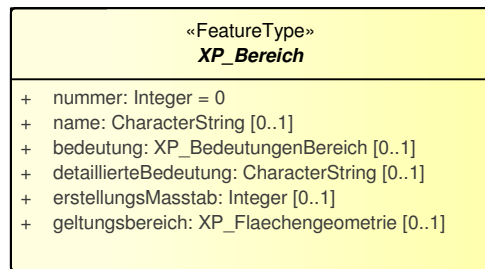 «FeatureType»
XP_Bereich
+ nummer: Integer = 0
+ name: CharacterString [0..1]
+ bedeutung: XP_BedeutungenBereich [0..1]
+ detaillierteBedeutung: CharacterString [0..1]
+ erstellungsMasstab: Integer [0..1]
+ geltungsbereich: XP_Flaechengeometrie [0..1]